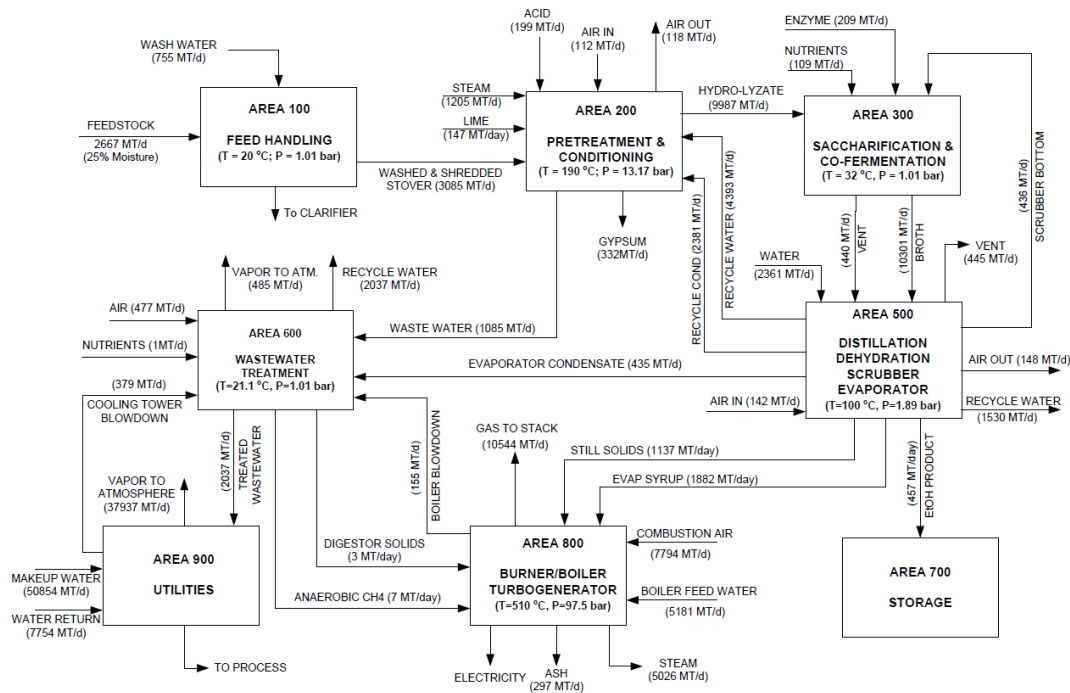 WASH WATER
(755 MT/d)
ACID
(199 MT/d)
AIR IN
(112 MT/d)
AIR OUT
(118 MT/d)
ENZYME (209 MT/d)
NUTRIENTS
(109 MT/d)
STEAM
(1205 MT/d)
LIME
(147 MT/day)
HYDRO-LYZATE
(9987 MT/d)
FEEDSTOCK
2667 MT/d
(25% Moisture)
AREA 100
FEED HANDLING
(T = 20 °C; P = 1.01 bar)
AREA 200
PRETREATMENT &
CONDITIONING
(T = 190 °C; P = 13.17 bar)
AREA 300
SACCHARIFICATION &
CO-FERMENTATION
(T = 32 °C, P = 1.01 bar)
WASHED & SHREDDED
STOVER (3085 MT/d)
To CLARIFIER
GYPSUM
(332MT/d)
RECYCLE COND (2381 MT/d)
RECYCLE WATER (4393 MT/d)
(440 MT/d)
VENT
(10301 MT/d)
BROTH
(436 MT/d)
SCRUBBER BOTTOM
WATER
(2361 MT/d)
VENT
(445 MT/d)
VAPOR TO ATM.
(485 MT/d)
RECYCLE WATER
(2037 MT/d)
AIR (477 MT/d)
NUTRIENTS (1MT/d)
(379 MT/d)
COOLING TOWER
BLOWDOWN
AREA 600
WASTEWATER
TREATMENT
(T=21.1 °C, P=1.01 bar)
WASTE WATER (1085 MT/d)
EVAPORATOR CONDENSATE (435 MT/d)
AIR IN (142 MT/d)
AREA 500
DISTILLATION
DEHYDRATION
SCRUBBER
EVAPORATOR
(T=100 °C, P=1.89 bar)
AIR OUT (148 MT/d)
RECYCLE WATER
(1530 MT/d)
GAS TO STACK
(10544 MT/d)
STILL SOLIDS (1137 MT/day)
EVAP SYRUP (1882 MT/day)
(457 MT/day)
EtOH PRODUCT
(155 MT/d)
BOILER BLOWDOWN
(2037 MT/d)
TREATED
WASTEWATER
VAPOR TO
ATMOSPHERE
(37937 MT/d)
AREA 900
UTILITIES
MAKEUP WATER
(50854 MT/d)
WATER RETURN
(7754 MT/d)
TO PROCESS
DIGESTOR SOLIDS
(3 MT/day)
ANAEROBIC CH4 (7 MT/day)
AREA 800
BURNER/BOILER
TURBOGENERATOR
(T=510 °C, P=97.5 bar)
COMBUSTION AIR
(7794 MT/d)
BOILER FEED WATER
(5181 MT/d)
AREA 700
STORAGE
ELECTRICITY
ASH
(297 MT/d)
STEAM
(5026 MT/d)